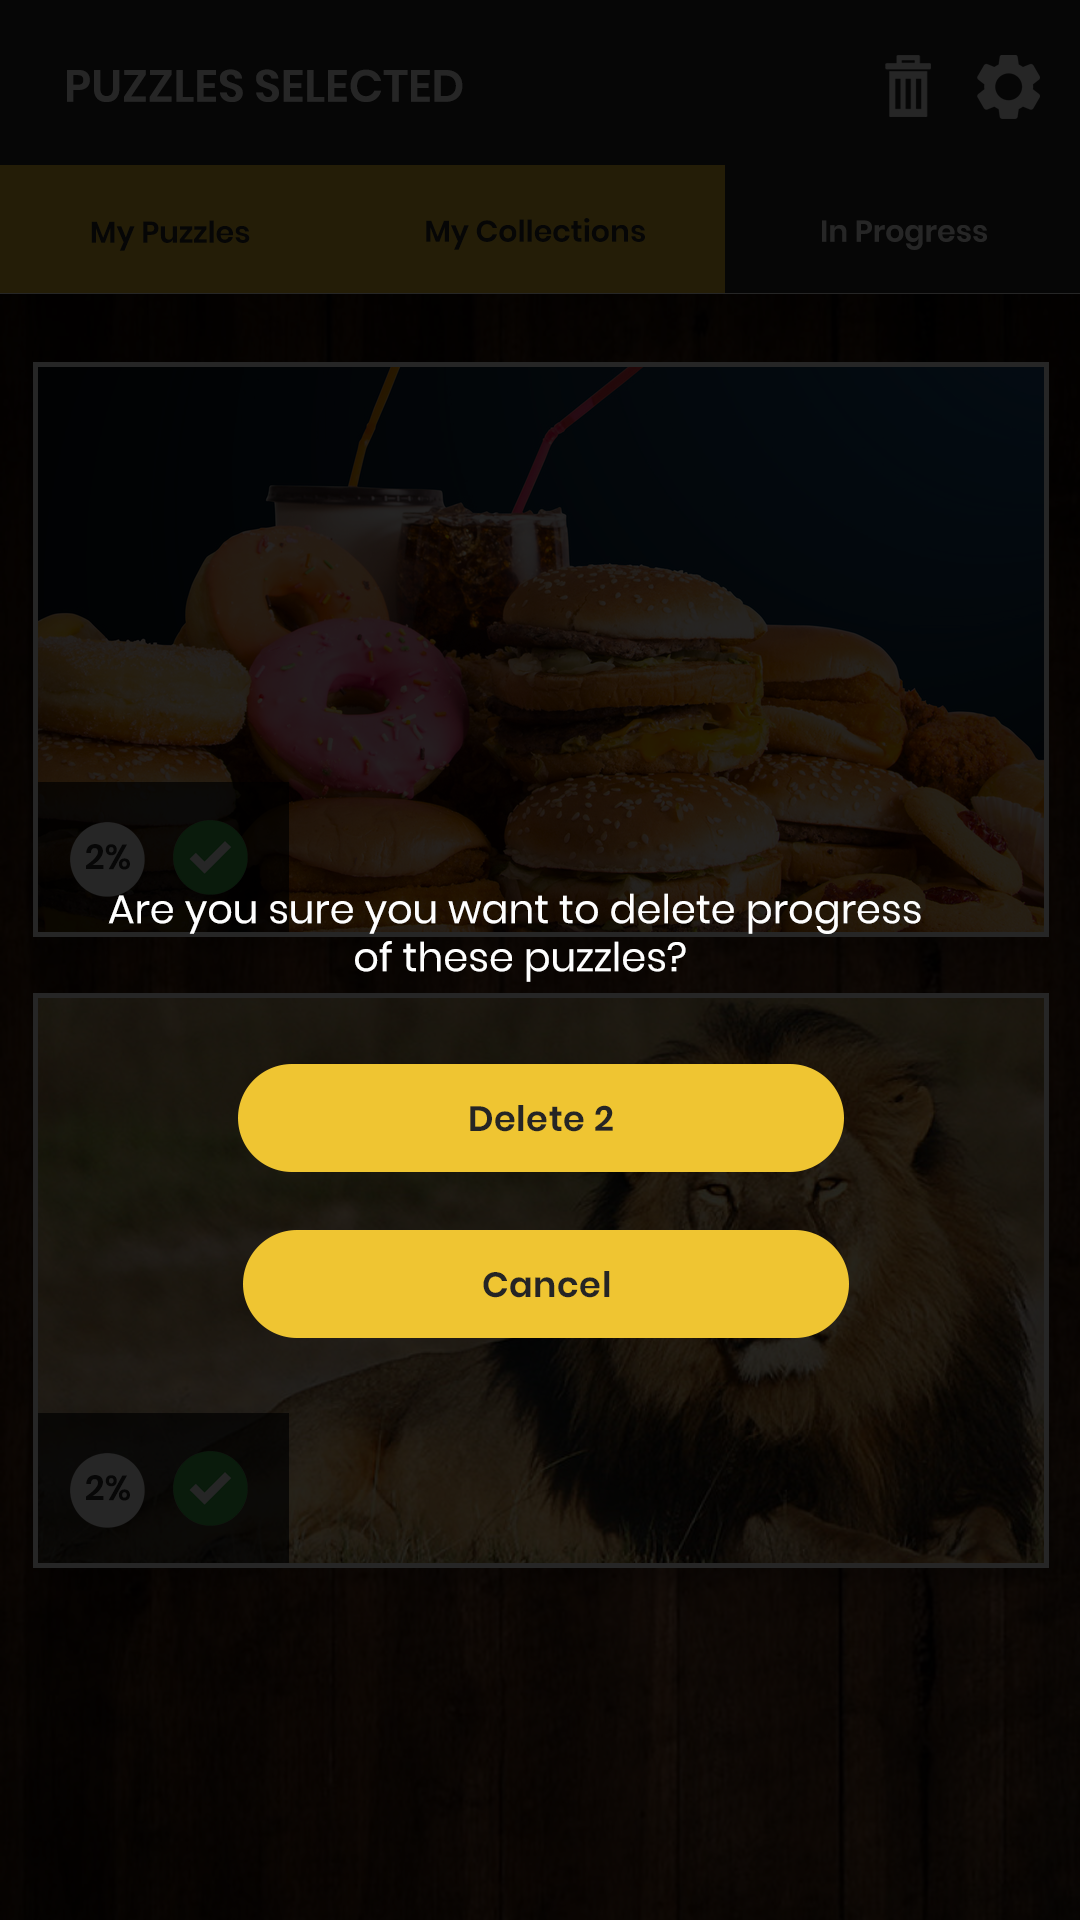 PUZZLES SELECTED
My Puzzles
My Collections
In Progress
2%
Are you sure you want to delete progress
of these puzzles?
Delete 2
Cancel
2%